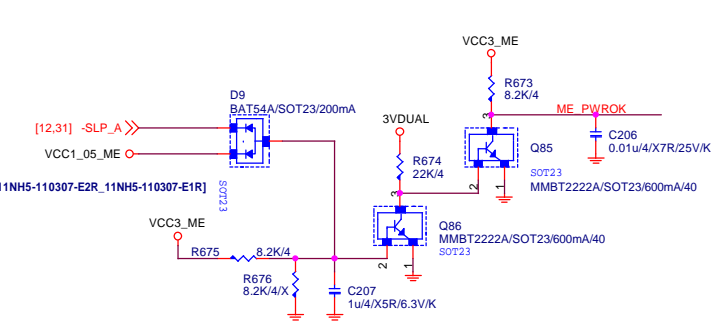 VCC3_ME
R673
8.2K/4
ME_PWROK
D9
BAT54A/SOT23/200mA
[12,31] -SLP_A
3VDUAL
3
C206
0.01u/4/X7R/25V/K
Q85
VCC1_05_ME
R674
22K/4
SOT23
MMBT2222A/SOT23/600mA/40
2
1
11NH5-110307-E2R_11NH5-110307-E1R]
SOT23
3
VCC3_ME
Q86
MMBT2222A/SOT23/600mA/40
SOT23
R675
8.2K/4
2
1
R676
8.2K/4/X
C207
1u/4/X5R/6.3V/K